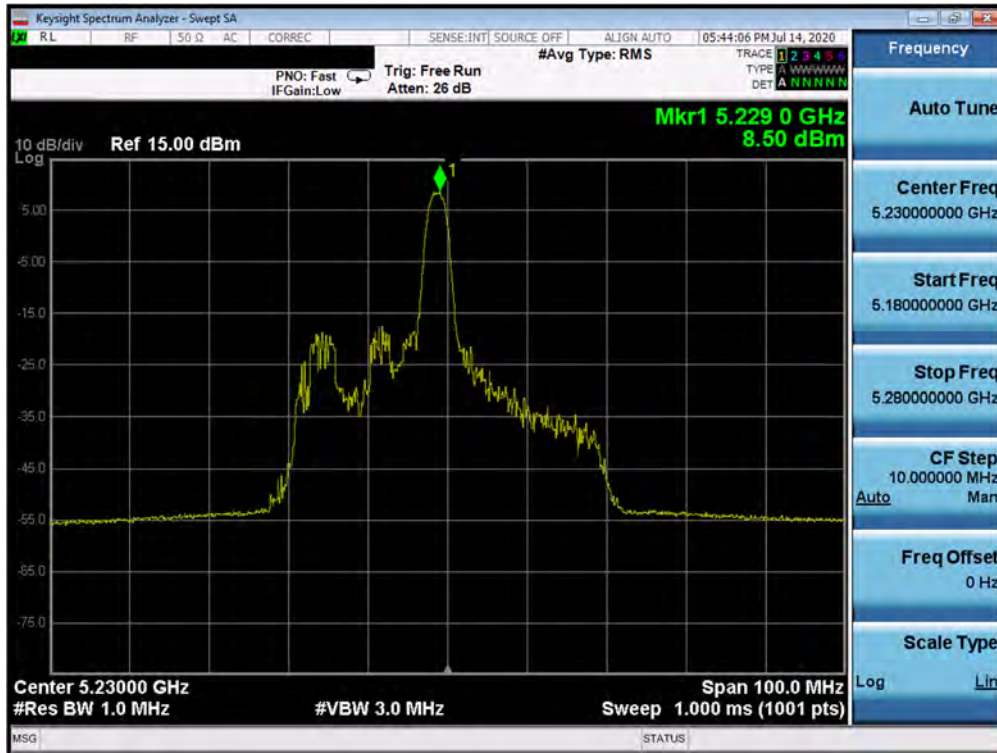 Keysight Spectrum Analyzer - Swept SA
LXI RL RF 50 Ω AC CORREC SENSE:INT SOURCE OFF ALIGN AUTO 05:44:06 PM Jul 14, 2020
#Avg Type: RMS
TRACE 1 2 3 4 5 6
PNO: Fast Trig: Free Run
TYPE A WWWWW
IFGain:Low Atten: 26 dB
DET A N N N N N
Mkr1 5.229 0 GHz
8.50 dBm
10 dB/div Ref 15.00 dBm
Log
1
5.00
-5.00
-15.0
-25.0
-35.0
-45.0
-55.0
-65.0
-75.0
Center 5.23000 GHz Span 100.0 MHz
#Res BW 1.0 MHz #VBW 3.0 MHz Sweep 1.000 ms (1001 pts)
MSG STATUS
Frequency
Auto Tune
Center Freq
5.230000000 GHz
Start Freq
5.180000000 GHz
Stop Freq
5.280000000 GHz
CF Step
10.000000 MHz
Auto Man
Freq Offset
0 Hz
Scale Type
Log Lin